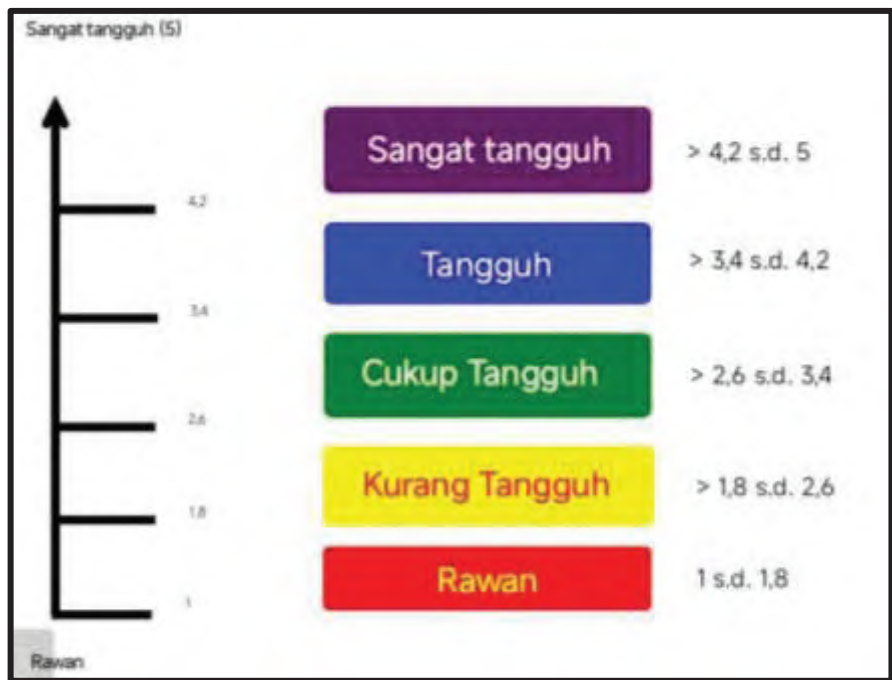 Sangat tangguh (5)
Sangat tangguh > 4,2 s.d. 5
4,2
Tangguh > 3,4 s.d. 4,2
3,4
Cukup Tangguh > 2,6 s.d. 3,4
2,6
Kurang Tangguh > 1,8 s.d. 2,6
1,8
Rawan 1 s.d. 1,8
1
Rawan